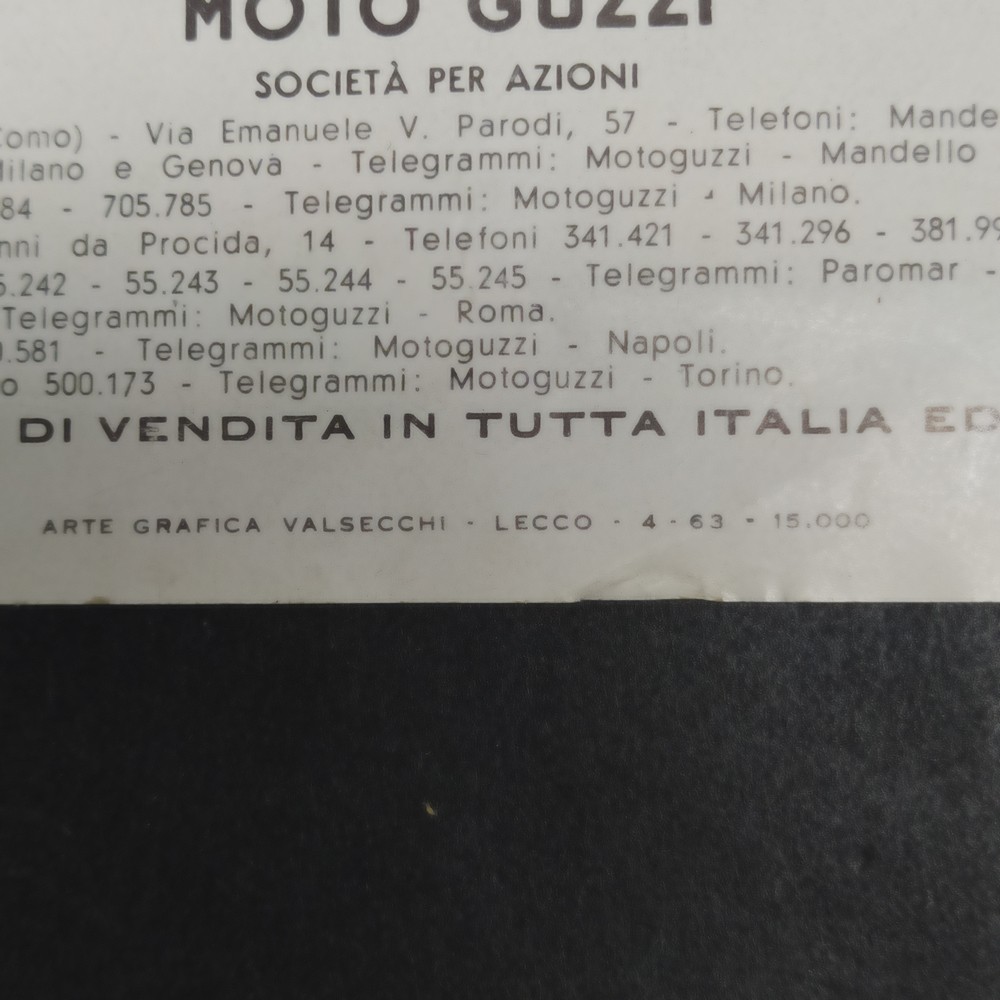 MOTO GUZZI
SOCIETÀ PER AZIONI
Como) - Via Emanuele V. Parodi, 57 - Telefoni: Mande
Milano e Genova - Telegrammi: Motoguzzi - Mandello
84 - 705.785 - Telegrammi: Motoguzzi - Milano.
nni da Procida, 14 - Telefoni 341.421 - 341.296 - 381.99
5.242 - 55.243 - 55.244 - 55.245 - Telegrammi: Paromar -
Telegrammi: Motoguzzi - Roma.
.581 - Telegrammi: Motoguzzi - Napoli.
o 500.173 - Telegrammi: Motoguzzi - Torino.
DI VENDITA IN TUTTA ITALIA ED
ARTE GRAFICA VALSECCHI - LECCO - 4 - 63 - 15.000